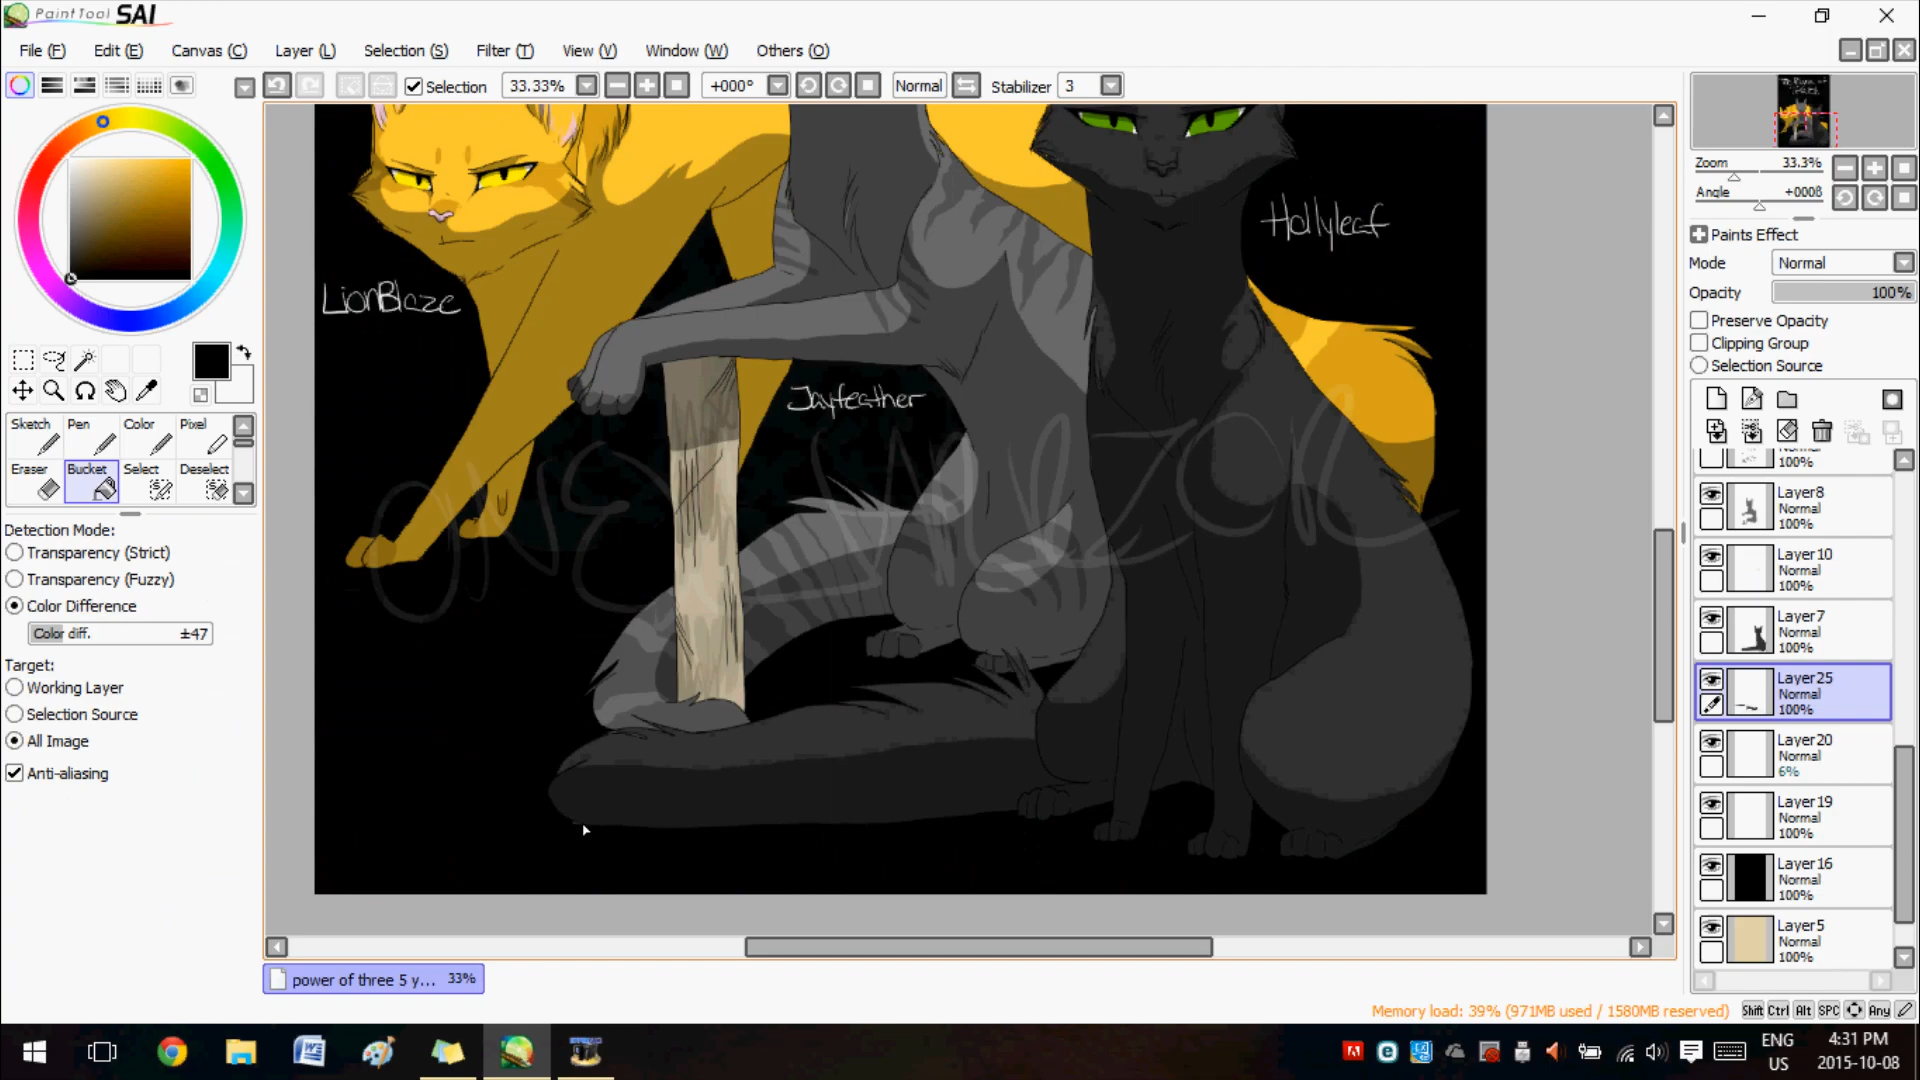 PaintTool SAI
File (F) Edit (E) Canvas (C) Layer (L) Selection (S) Filter (T) View (V) Window (W) Others (O)
Selection 33.33% +000° Normal Stabilizer 3
LionBlaze
Jayfeather
Hollyleaf
Sketch Pen Color Pixel
Eraser Bucket Select Deselect
Detection Mode:
Transparency (Strict)
Transparency (Fuzzy)
Color Difference
Color diff. ±47
Target:
Working Layer
Selection Source
All Image
Anti-aliasing
Zoom 33.3%
Angle +000ß
Paints Effect
Mode Normal
Opacity 100%
Preserve Opacity
Clipping Group
Selection Source
100%
Layer8
Normal
100%
Layer10
Normal
100%
Layer7
Normal
100%
Layer25
Normal
100%
Layer20
Normal
6%
Layer19
Normal
100%
Layer16
Normal
100%
Layer5
Normal
100%
power of three 5 y... 33%
Memory load: 39% (971MB used / 1580MB reserved) Shift Ctrl Alt SPC Any
ENG
US
4:31 PM
2015-10-08